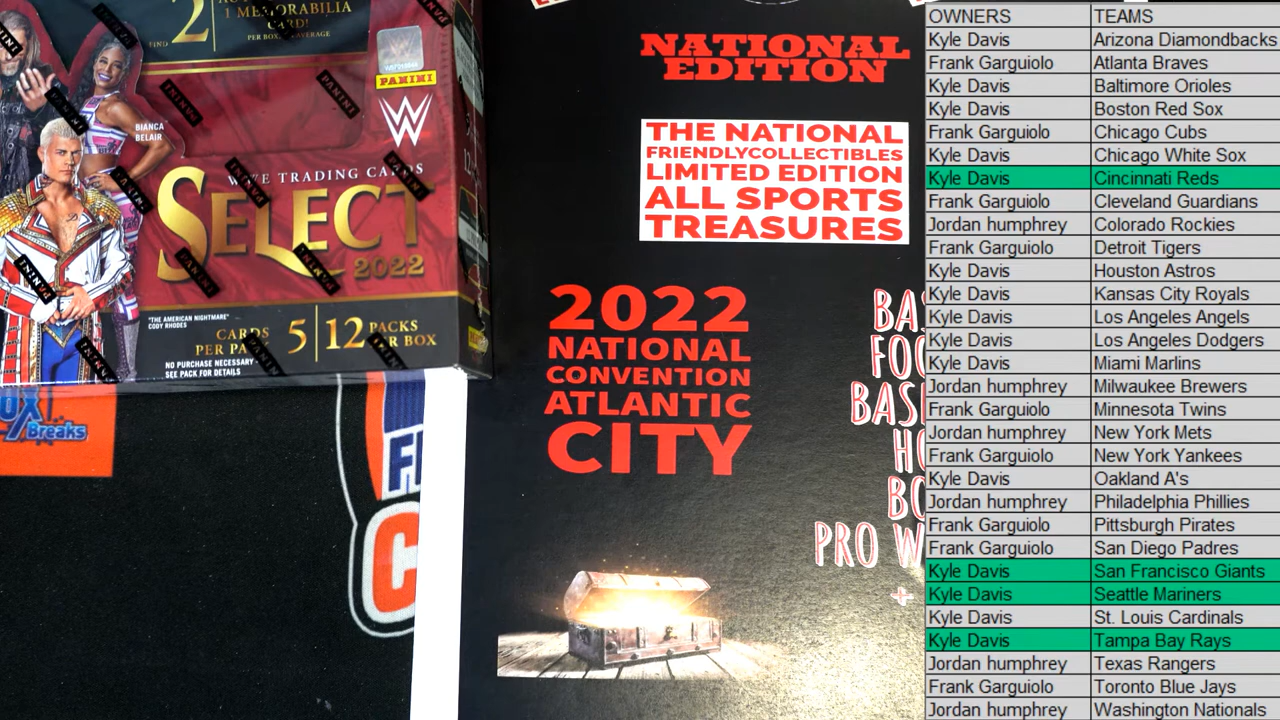 2
1 MEMORABILIA
CARD!
FIND
PER BOX, AVERAGE
PANINI
BIANCA
BELAIR
WWE TRADING CARDS
SELECT
2022
"THE AMERICAN NIGHTMARE"
CODY RHODES
CARDS
PER
5
12 PACKS
PER BOX
NO PURCHASE NECESSARY
SEE PACK FOR DETAILS
Breaks
NATIONAL
EDITION
THE NATIONAL
FRIENDLYCOLLECTIBLES
LIMITED EDITION
ALL SPORTS
TREASURES
2022
NATIONAL
CONVENTION
ATLANTIC
CITY
PRO W
+
OWNERS TEAMS
Kyle Davis Arizona Diamondbacks
Frank Garguiolo Atlanta Braves
Kyle Davis Baltimore Orioles
Kyle Davis Boston Red Sox
Frank Garguiolo Chicago Cubs
Kyle Davis Chicago White Sox
Kyle Davis Cincinnati Reds
Frank Garguiolo Cleveland Guardians
Jordan humphrey Colorado Rockies
Frank Garguiolo Detroit Tigers
Kyle Davis Houston Astros
Kyle Davis Kansas City Royals
Kyle Davis Los Angeles Angels
Kyle Davis Los Angeles Dodgers
Kyle Davis Miami Marlins
Jordan humphrey Milwaukee Brewers
Frank Garguiolo Minnesota Twins
Jordan humphrey New York Mets
Frank Garguiolo New York Yankees
Kyle Davis Oakland A's
Jordan humphrey Philadelphia Phillies
Frank Garguiolo Pittsburgh Pirates
Frank Garguiolo San Diego Padres
Kyle Davis San Francisco Giants
Kyle Davis Seattle Mariners
Kyle Davis St. Louis Cardinals
Kyle Davis Tampa Bay Rays
Jordan humphrey Texas Rangers
Frank Garguiolo Toronto Blue Jays
Jordan humphrey Washington Nationals